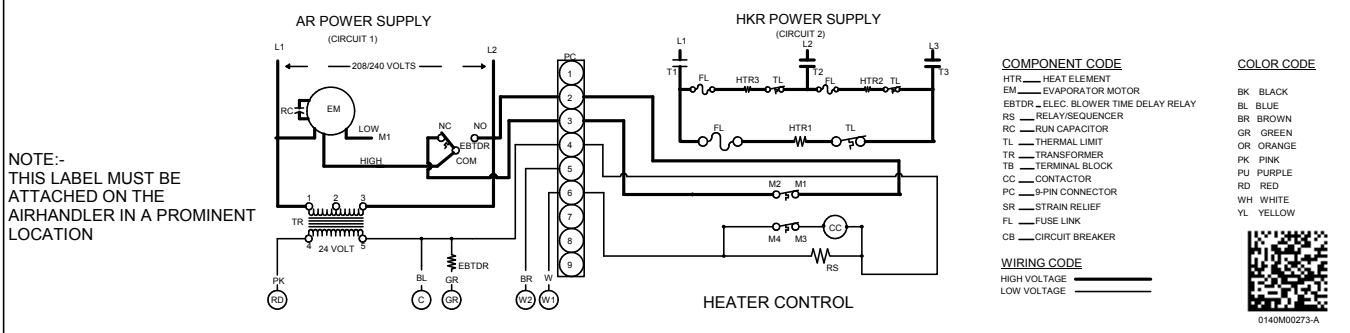 AR POWER SUPPLY
(CIRCUIT 1)
L1
L2
208/240 VOLTS
RC
EM
LOW
M1
HIGH
NC
NO
EBTDR
COM
1
2
3
TR
4
24 VOLT
5
PK
RD
BL
C
EBTDR
GR
GR
BR
W2
W
W1
PC
1
2
3
4
5
6
7
8
9
HKR POWER SUPPLY
(CIRCUIT 2)
L1
L2
L3
T1
T2
T3
FL
HTR3
TL
FL
HTR2
TL
FL
HTR1
TL
M2
M1
M4
M3
CC
RS
HEATER CONTROL
NOTE:-
THIS LABEL MUST BE
ATTACHED ON THE
AIRHANDLER IN A PROMINENT
LOCATION
COMPONENT CODE
HTR HEAT ELEMENT
EM EVAPORATOR MOTOR
EBTDR ELEC. BLOWER TIME DELAY RELAY
RS RELAY/SEQUENCER
RC RUN CAPACITOR
TL THERMAL LIMIT
TR TRANSFORMER
TB TERMINAL BLOCK
CC CONTACTOR
PC 9-PIN CONNECTOR
SR STRAIN RELIEF
FL FUSE LINK
CB CIRCUIT BREAKER
WIRING CODE
HIGH VOLTAGE
LOW VOLTAGE
COLOR CODE
BK BLACK
BL BLUE
BR BROWN
GR GREEN
OR ORANGE
PK PINK
PU PURPLE
RD RED
WH WHITE
YL YELLOW
0140M00273-A